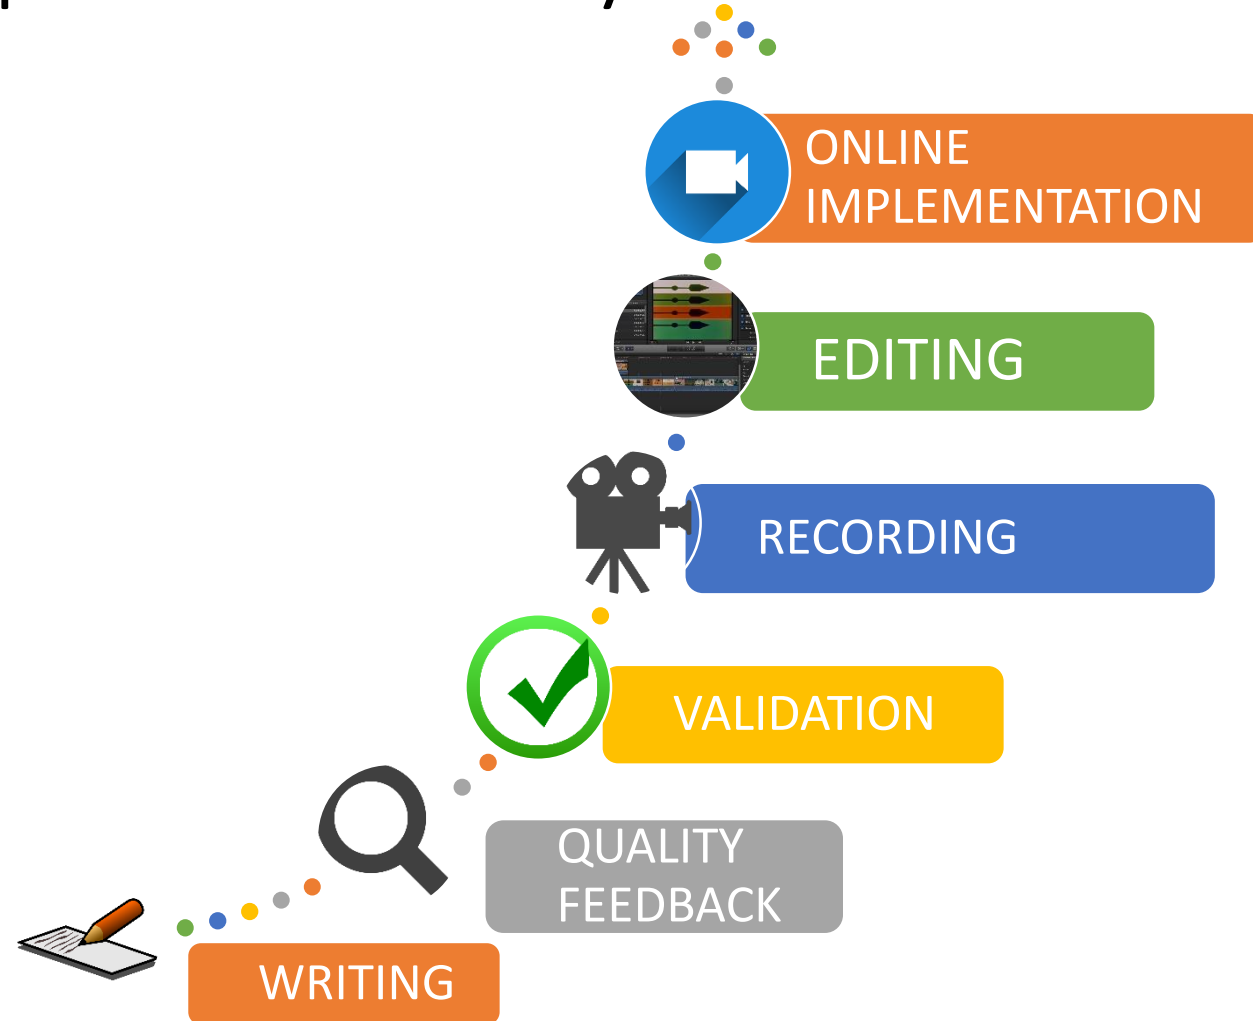 ONLINE
IMPLEMENTATION
EDITING
RECORDING
VALIDATION
QUALITY
FEEDBACK
WRITING